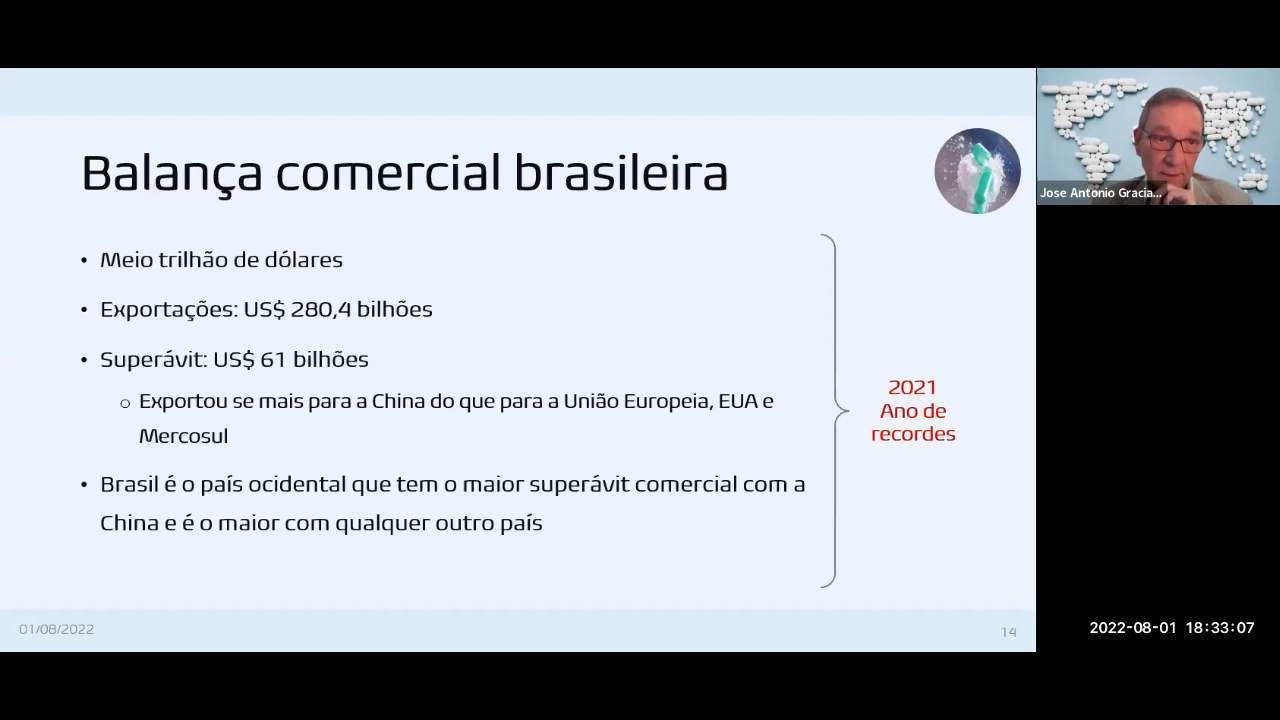 Balança comercial brasileira
• Meio trilhão de dólares
• Exportações: US$ 280,4 bilhões
• Superávit: US$ 61 bilhões
o Exportou se mais para a China do que para a União Europeia, EUA e
Mercosul
• Brasil é o país ocidental que tem o maior superávit comercial com a
China e é o maior com qualquer outro país
2021
Ano de
recordes
01/08/2022
14
Jose Antonio Gracia...
2022-08-01 18:33:07